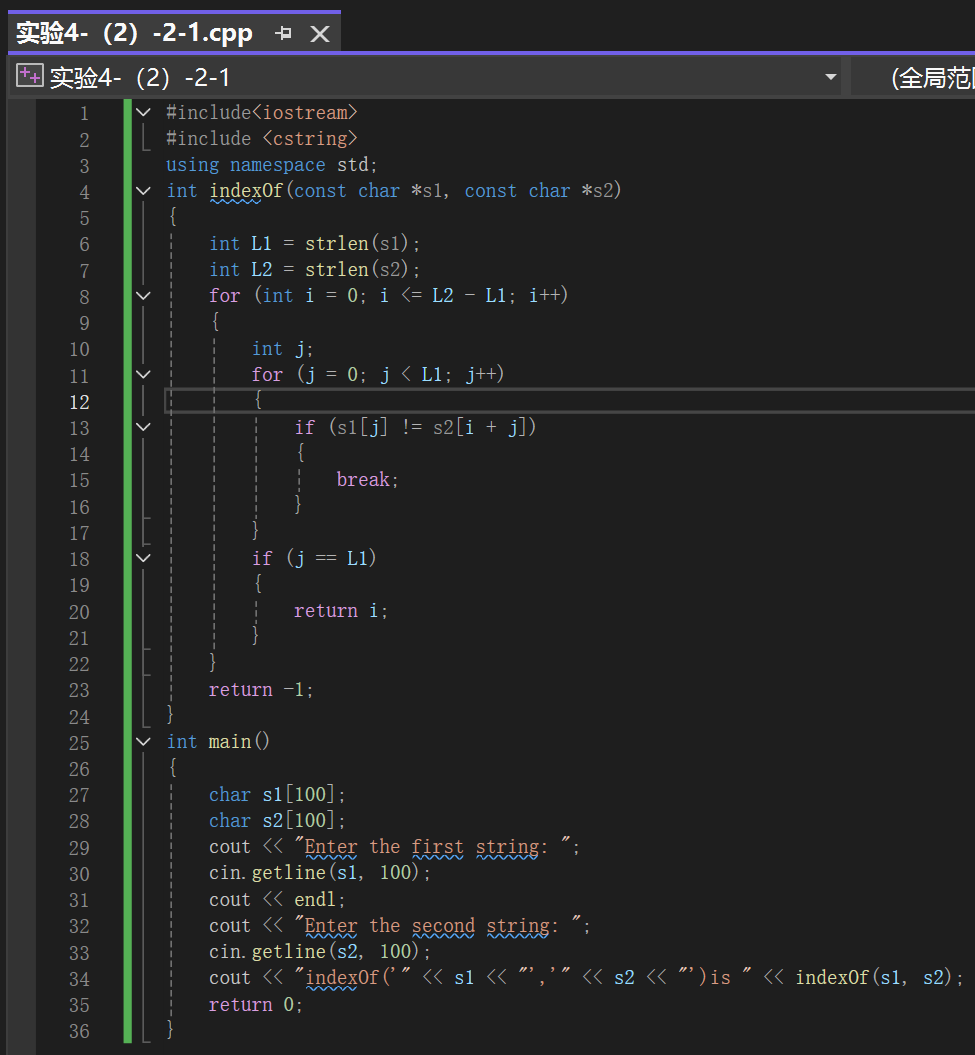 实验4-（2）-2-1.cpp
实验4-（2）-2-1 (全局范围
1 #include<iostream>
2 #include <cstring>
3 using namespace std;
4 int indexOf(const char *s1, const char *s2)
5 {
6 int L1 = strlen(s1);
7 int L2 = strlen(s2);
8 for (int i = 0; i <= L2 - L1; i++)
9 {
10 int j;
11 for (j = 0; j < L1; j++)
12 {
13 if (s1[j] != s2[i + j])
14 {
15 break;
16 }
17 }
18 if (j == L1)
19 {
20 return i;
21 }
22 }
23 return -1;
24 }
25 int main()
26 {
27 char s1[100];
28 char s2[100];
29 cout << "Enter the first string: ";
30 cin.getline(s1, 100);
31 cout << endl;
32 cout << "Enter the second string: ";
33 cin.getline(s2, 100);
34 cout << "indexOf('" << s1 << "','" << s2 << "')is " << indexOf(s1, s2);
35 return 0;
36 }